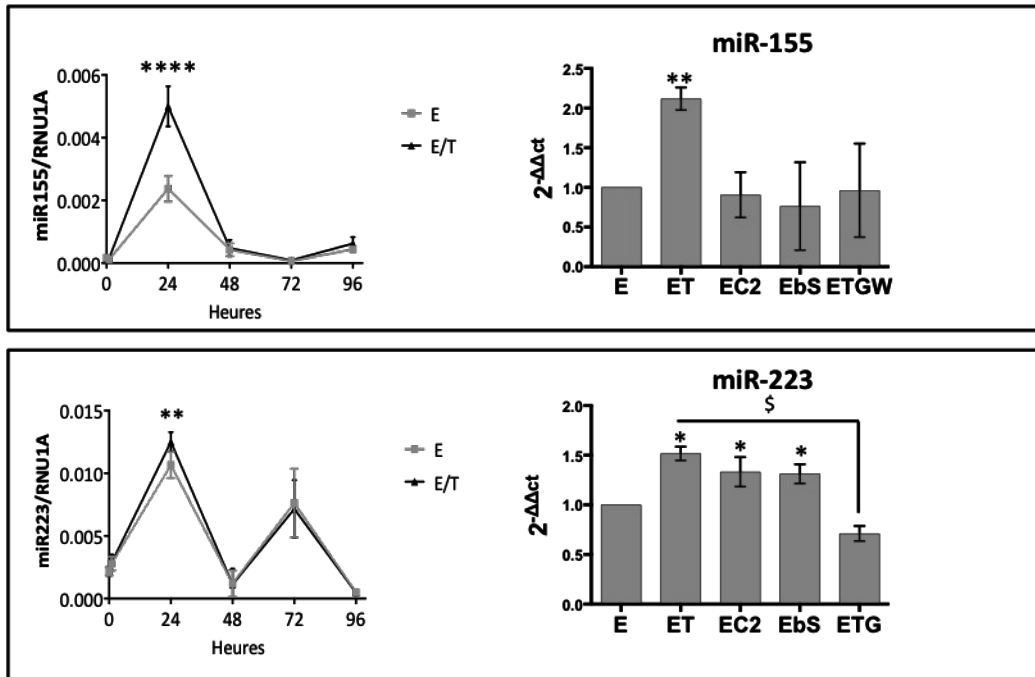 miR155/RNU1A
0.006
0.004
0.002
0.000
****
0 24 48 72 96
Heures
E
E/T
miR-155
2-ΔΔct
2.5
2.0
1.5
1.0
0.5
0.0
**
E ET EC2 EbS ETGW
miR223/RNU1A
0.015
0.010
0.005
0.000
**
0 24 48 72 96
Heures
E
E/T
miR-223
$
2-ΔΔct
2.0
1.5
1.0
0.5
0.0
* * *
E ET EC2 EbS ETG